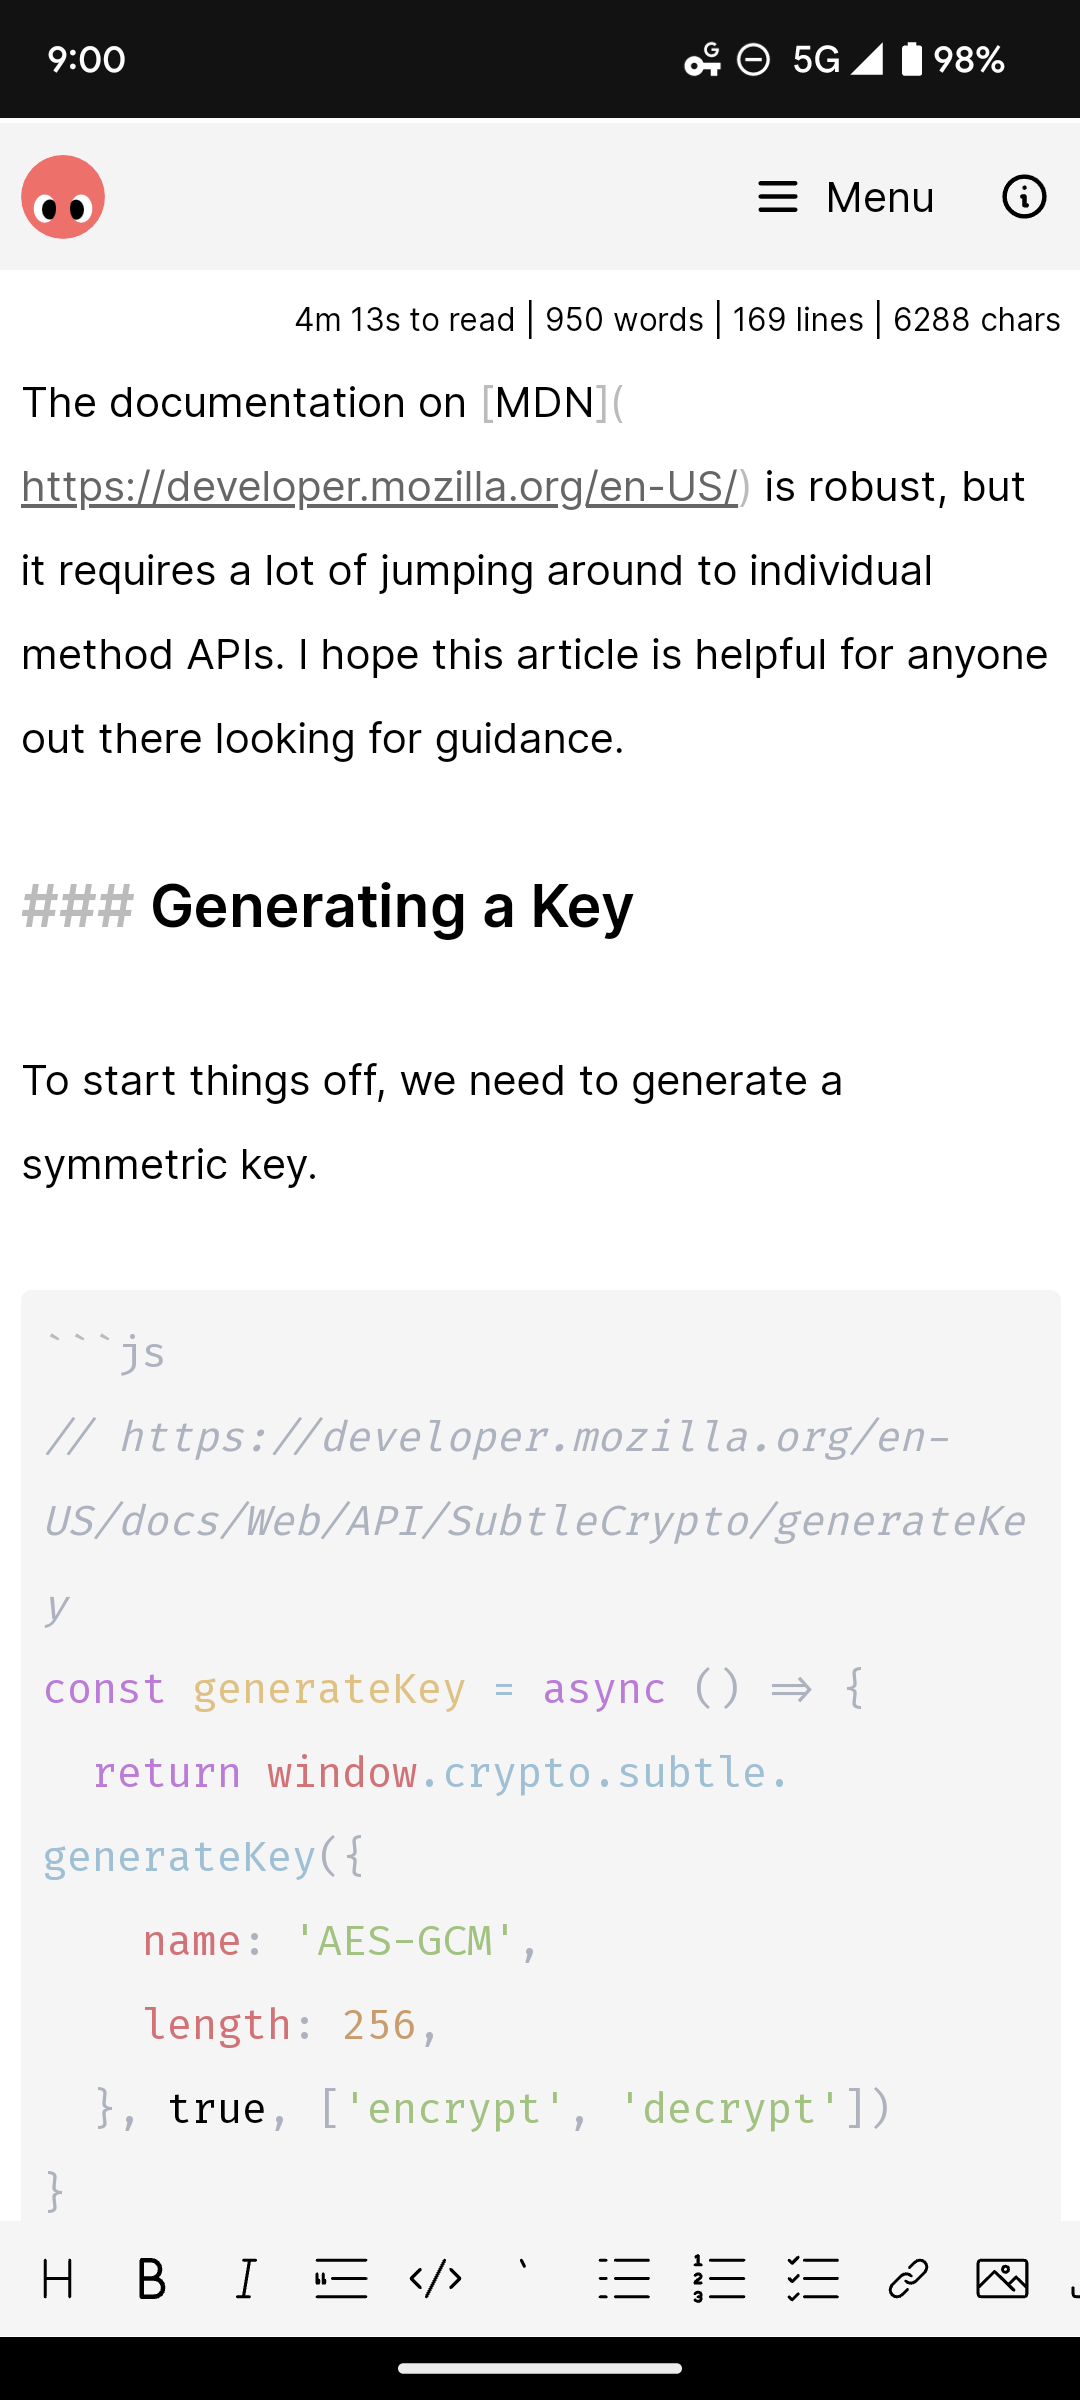 9:00 G 5G 98%
Menu
4m 13s to read | 950 words | 169 lines | 6288 chars
The documentation on [MDN](
https://developer.mozilla.org/en-US/) is robust, but
it requires a lot of jumping around to individual
method APIs. I hope this article is helpful for anyone
out there looking for guidance.
### Generating a Key
To start things off, we need to generate a
symmetric key.
```js
// https://developer.mozilla.org/en-
US/docs/Web/API/SubtleCrypto/generateKe
y
const generateKey = async () => {
  return window.crypto.subtle.
generateKey({
    name: 'AES-GCM',
    length: 256,
  }, true, ['encrypt', 'decrypt'])
}
H B I </> `